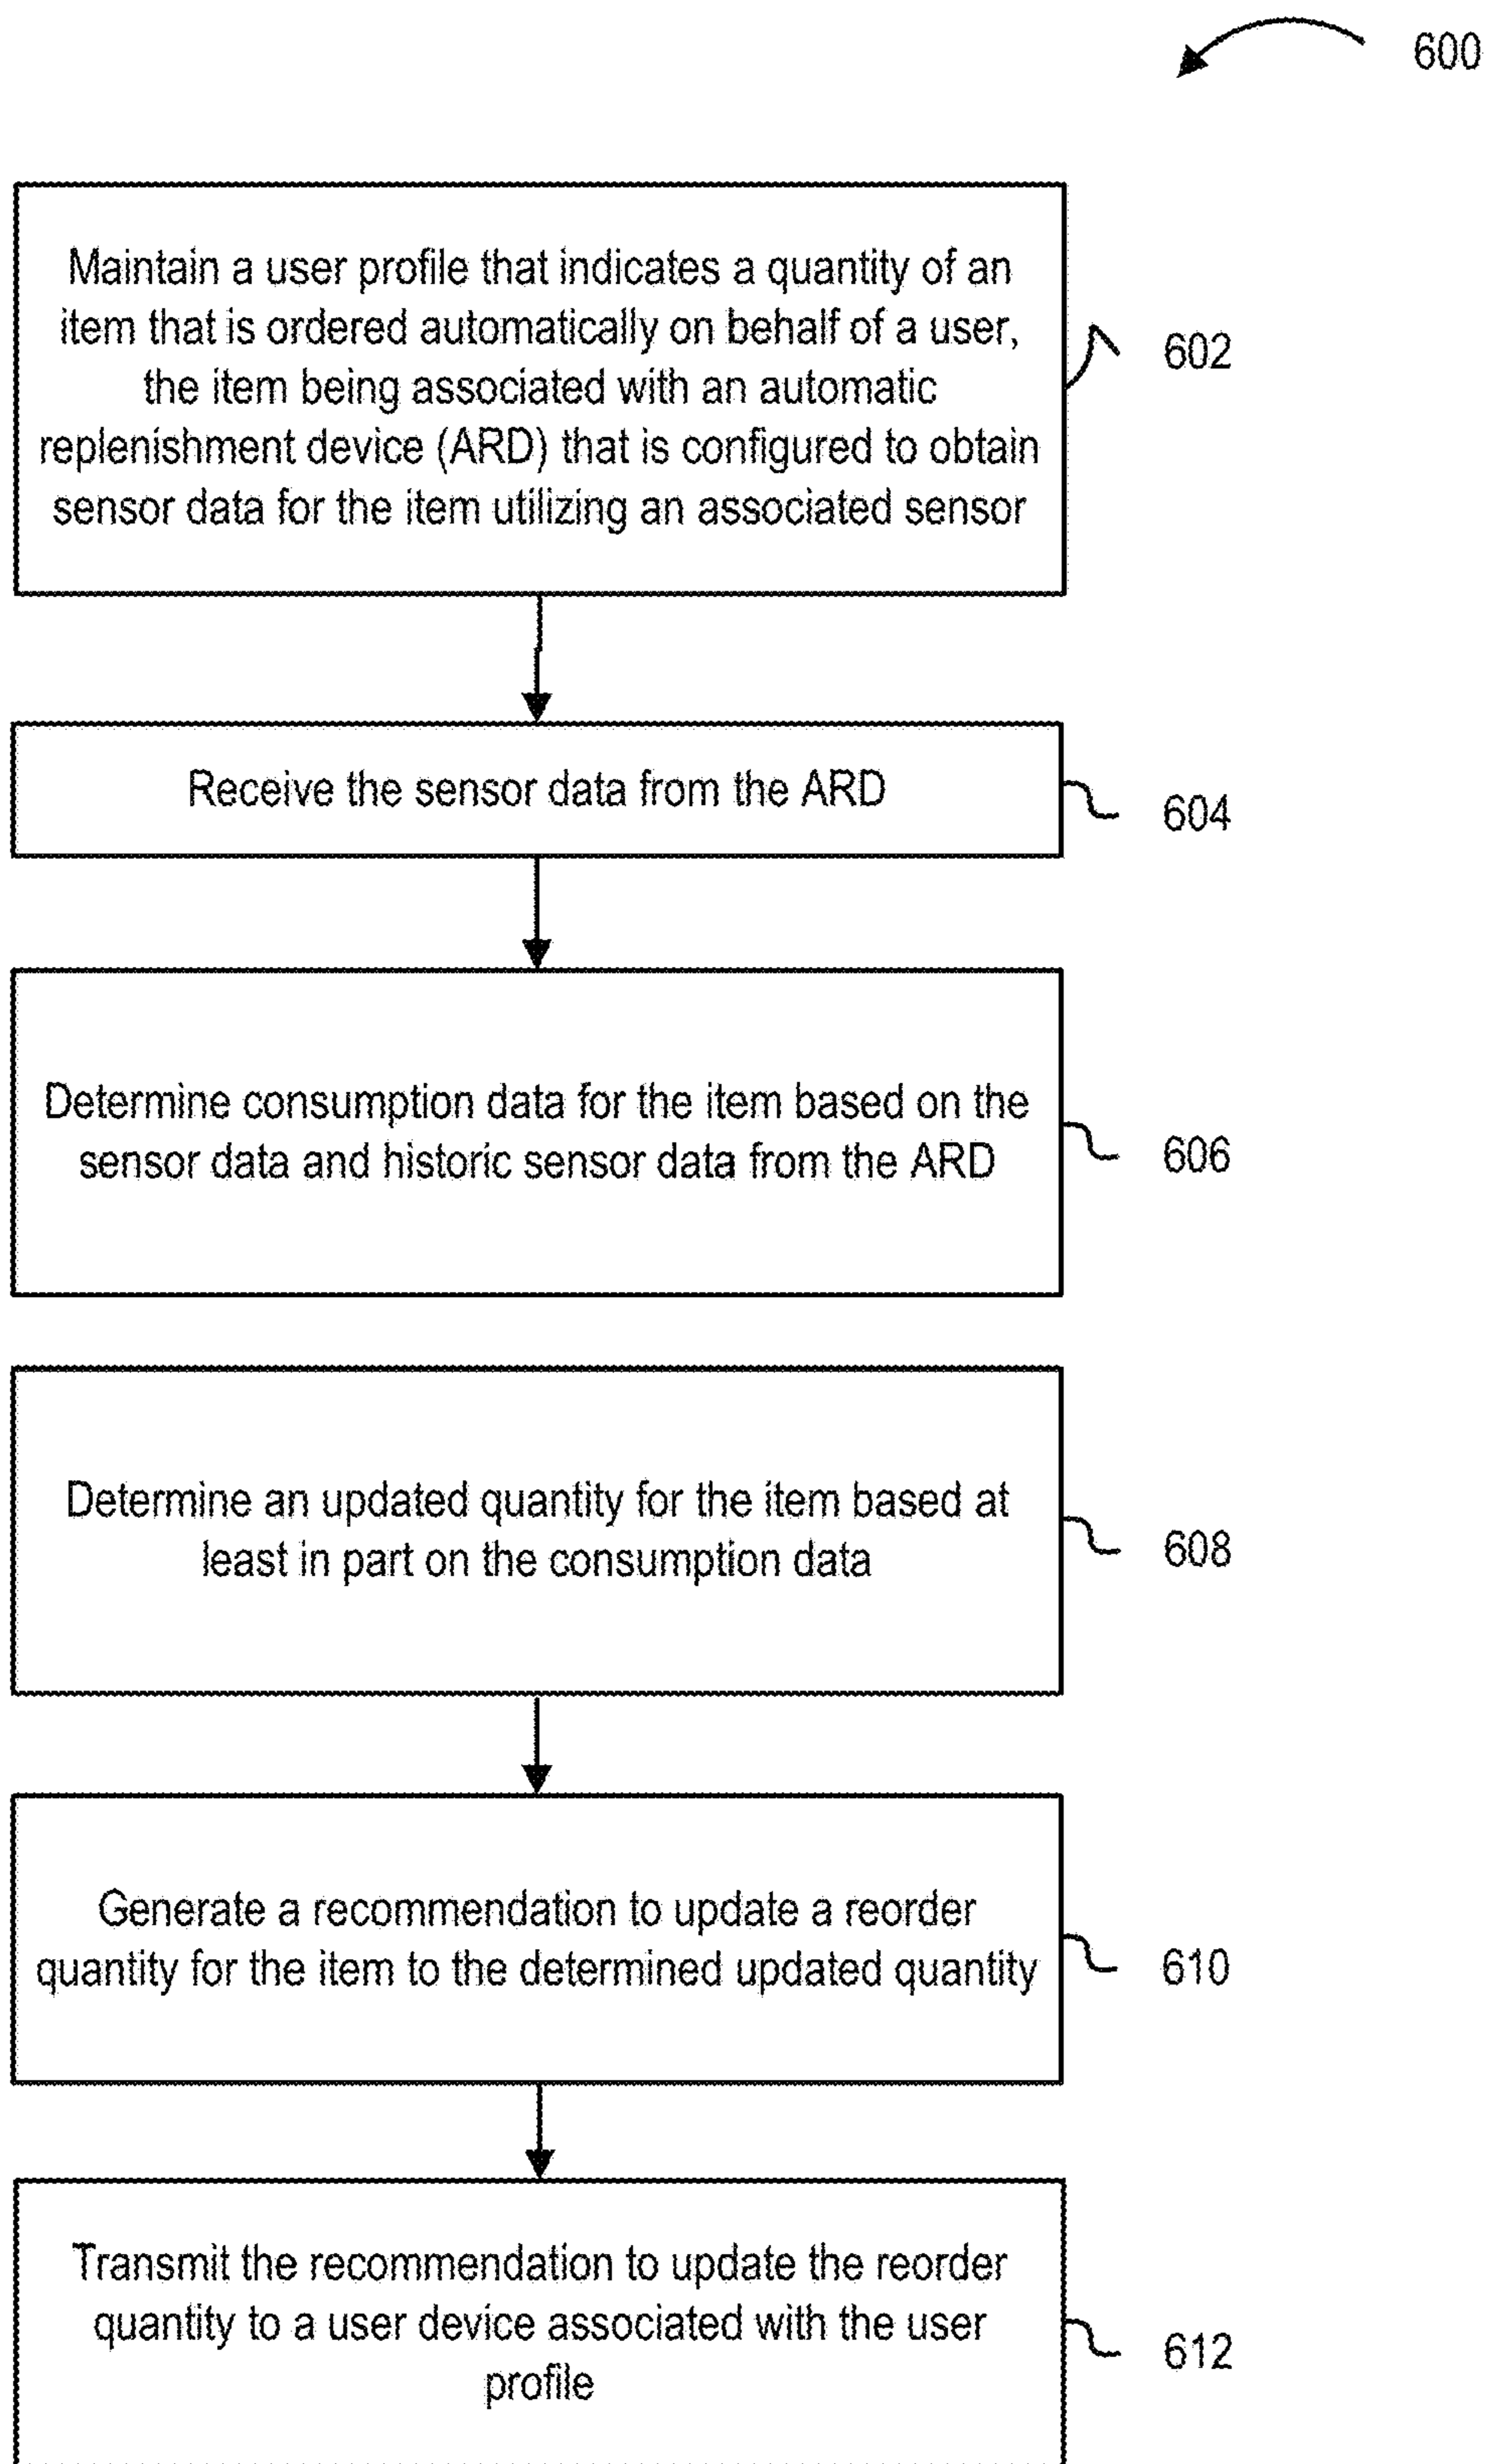 600
Maintain a user profile that indicates a quantity of an
item that is ordered automatically on behalf of a user,
the item being associated with an automatic
replenishment device (ARD) that is configured to obtain
sensor data for the item utilizing an associated sensor
602
Receive the sensor data from the ARD
604
Determine consumption data for the item based on the
sensor data and historic sensor data from the ARD
606
Determine an updated quantity for the item based at
least in part on the consumption data
608
Generate a recommendation to update a reorder
quantity for the item to the determined updated quantity
610
Transmit the recommendation to update the reorder
quantity to a user device associated with the user
profile
612